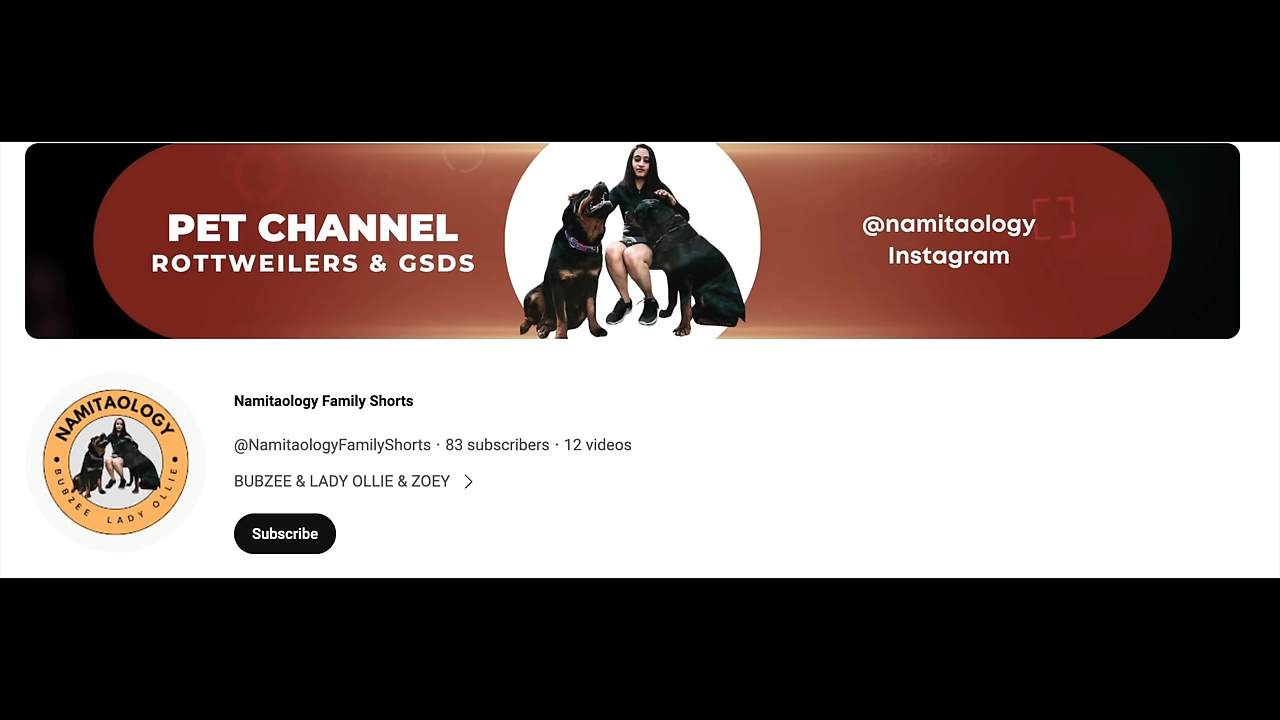 PET CHANNEL
ROTTWEILERS & GSDS
@namitaology
Instagram
NAMITAOLOGY
BUBZEE LADY OLLIE
Namitaology Family Shorts
@NamitaologyFamilyShorts · 83 subscribers · 12 videos
BUBZEE & LADY OLLIE & ZOEY
Subscribe